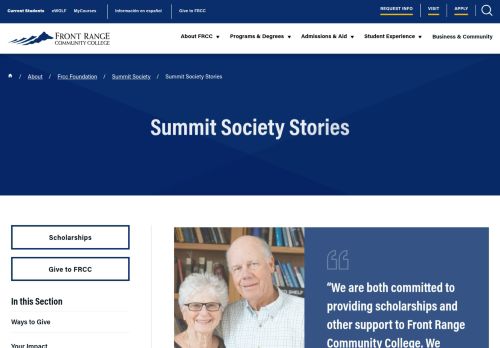 Current Students eWOLF MyCourses Información en español Give to FRCC REQUEST INFO VISIT APPLY
FRONT RANGE
COMMUNITY COLLEGE
About FRCC Programs & Degrees Admissions & Aid Student Experience Business & Community
/ About / Frcc Foundation / Summit Society / Summit Society Stories
Summit Society Stories
Scholarships
Give to FRCC
In this Section
Ways to Give
Your Impact
“We are both committed to
providing scholarships and
other support to Front Range
Community College. We